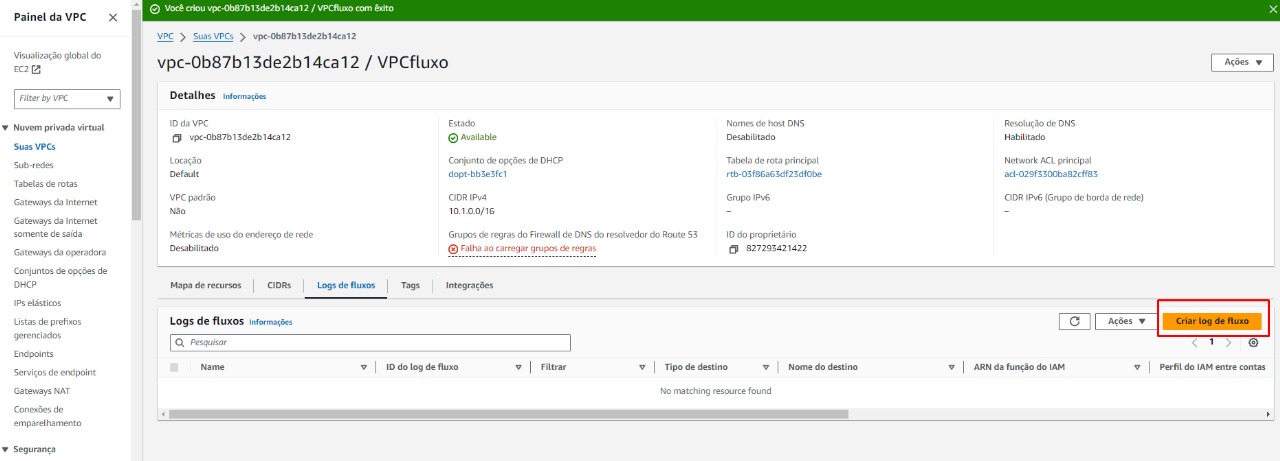 Painel da VPC
Você criou vpc-0b87b13de2b14ca12 / VPCfluxo com êxito
VPC > Suas VPCs > vpc-0b87b13de2b14ca12
vpc-0b87b13de2b14ca12 / VPCfluxo
Ações
Visualização global do
EC2
Filter by VPC
Nuvem privada virtual
Suas VPCs
Sub-redes
Tabelas de rotas
Gateways da Internet
Gateways da Internet
somente de saída
Gateways da operadora
Conjuntos de opções de
DHCP
IPs elásticos
Listas de prefixos
gerenciados
Endpoints
Serviços de endpoint
Gateways NAT
Conexões de
emparelhamento
Segurança
Detalhes Informações
ID da VPC
vpc-0b87b13de2b14ca12
Estado
Available
Nomes de host DNS
Desabilitado
Resolução de DNS
Habilitado
Locação
Default
Conjunto de opções de DHCP
dopt-bb3e3fc1
Tabela de rota principal
rtb-03f86a63df23df0be
Network ACL principal
acl-029f3300ba82cff83
VPC padrão
Não
CIDR IPv4
10.1.0.0/16
Grupo IPv6
–
CIDR IPv6 (Grupo de borda de rede)
–
Métricas de uso do endereço de rede
Desabilitado
Grupos de regras do Firewall de DNS do resolvedor do Route 53
Falha ao carregar grupos de regras
ID do proprietário
827293421422
Mapa de recursos CIDRs Logs de fluxos Tags Integrações
Logs de fluxos Informações
Ações
Criar log de fluxo
Pesquisar
1
Name ID do log de fluxo Filtrar Tipo de destino Nome do destino ARN da função do IAM Perfil do IAM entre contas
No matching resource found